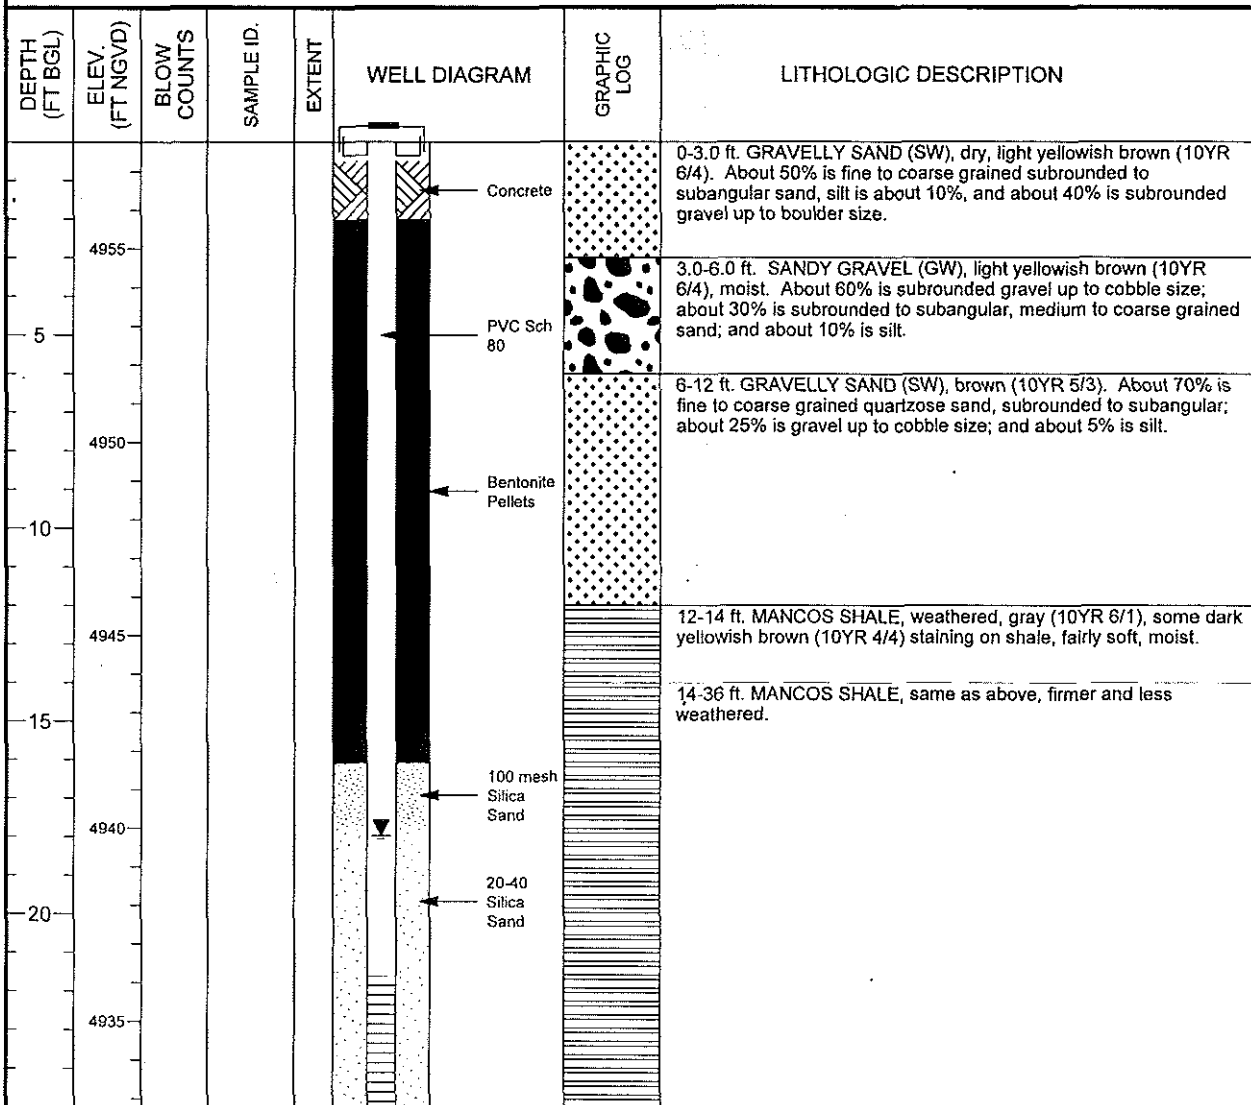 DEPTH
(FT BGL)
ELEV.
(FT NGVD)
BLOW
COUNTS
SAMPLE ID.
EXTENT
WELL DIAGRAM
GRAPHIC
LOG
LITHOLOGIC DESCRIPTION
0-3.0 ft. GRAVELLY SAND (SW), dry, light yellowish brown (10YR
6/4). About 50% is fine to coarse grained subrounded to
subangular sand, silt is about 10%, and about 40% is subrounded
gravel up to boulder size.
Concrete
4955
3.0-6.0 ft. SANDY GRAVEL (GW), light yellowish brown (10YR
6/4), moist. About 60% is subrounded gravel up to cobble size;
about 30% is subrounded to subangular, medium to coarse grained
sand; and about 10% is silt.
5
PVC Sch
80
6-12 ft. GRAVELLY SAND (SW), brown (10YR 5/3). About 70% is
fine to coarse grained quartzose sand, subrounded to subangular;
about 25% is gravel up to cobble size; and about 5% is silt.
4950
Bentonite
Pellets
10
12-14 ft. MANCOS SHALE, weathered, gray (10YR 6/1), some dark
yellowish brown (10YR 4/4) staining on shale, fairly soft, moist.
4945
14-36 ft. MANCOS SHALE, same as above, firmer and less
weathered.
15
100 mesh
Silica
Sand
4940
20-40
Silica
Sand
20
4935